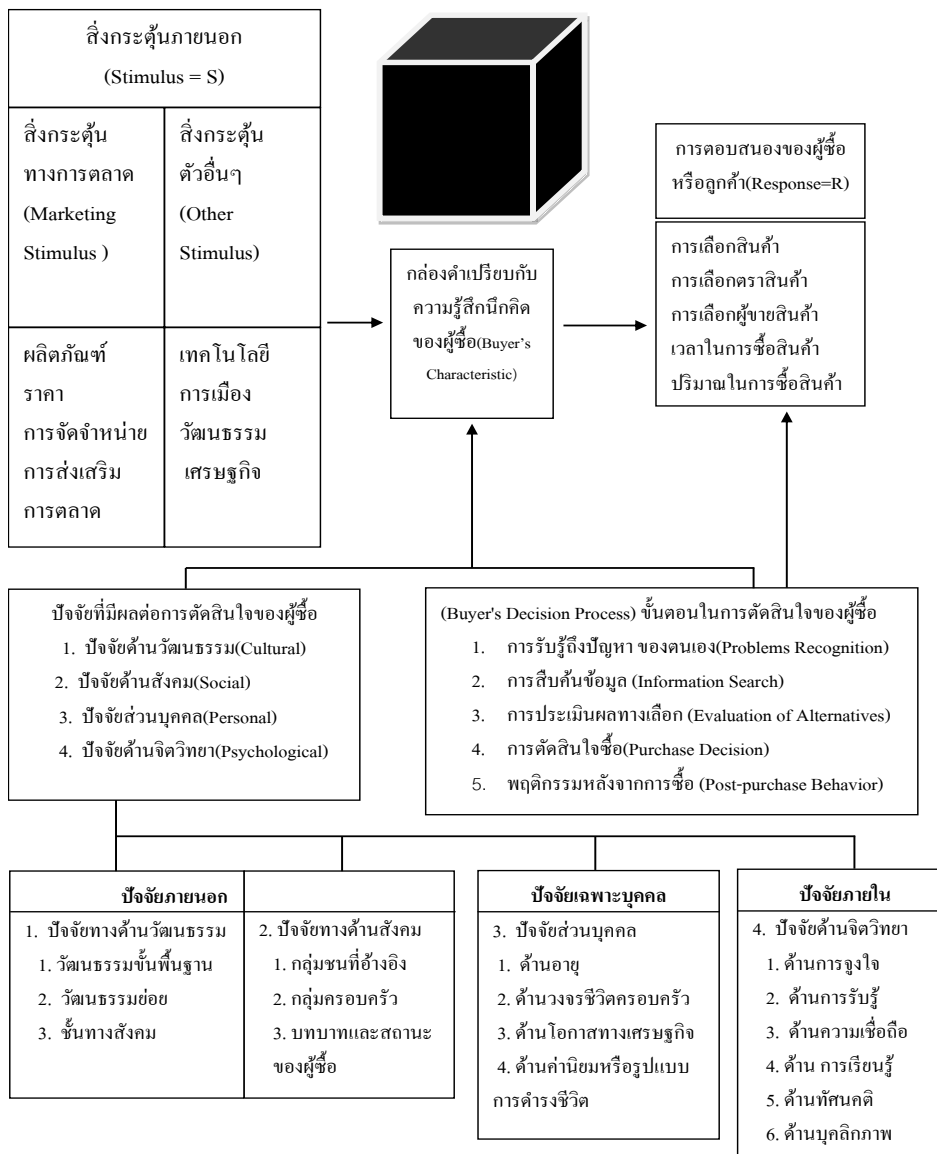 สิ่งกระตุ้นภายนอก
(Stimulus = S)
สิ่งกระตุ้น
ทางการตลาด
(Marketing
Stimulus )
สิ่งกระตุ้น
ตัวอื่นๆ
(Other
Stimulus)
ผลิตภัณฑ์
ราคา
การจัดจำหน่าย
การส่งเสริม
การตลาด
เทคโนโลยี
การเมือง
วัฒนธรรม
เศรษฐกิจ
กล่องดำเปรียบกับ
ความรู้สึกนึกคิด
ของผู้ซื้อ(Buyer's
Characteristic)
การตอบสนองของผู้ซื้อ
หรือลูกค้า(Response=R)
การเลือกสินค้า
การเลือกตราสินค้า
การเลือกผู้ขายสินค้า
เวลาในการซื้อสินค้า
ปริมาณในการซื้อสินค้า
ปัจจัยที่มีผลต่อการตัดสินใจของผู้ซื้อ
1. ปัจจัยด้านวัฒนธรรม(Cultural)
2. ปัจจัยด้านสังคม(Social)
3. ปัจจัยส่วนบุคคล(Personal)
4. ปัจจัยด้านจิตวิทยา(Psychological)
(Buyer's Decision Process) ขั้นตอนในการตัดสินใจของผู้ซื้อ
1. การรับรู้ถึงปัญหา ของตนเอง(Problems Recognition)
2. การสืบค้นข้อมูล (Information Search)
3. การประเมินผลทางเลือก (Evaluation of Alternatives)
4. การตัดสินใจซื้อ(Purchase Decision)
5. พฤติกรรมหลังจากการซื้อ (Post-purchase Behavior)
ปัจจัยภายนอก
1. ปัจจัยทางด้านวัฒนธรรม
1. วัฒนธรรมขั้นพื้นฐาน
2. วัฒนธรรมย่อย
3. ชั้นทางสังคม
2. ปัจจัยทางด้านสังคม
1. กลุ่มชนที่อ้างอิง
2. กลุ่มครอบครัว
3. บทบาทและสถานะ
ของผู้ซื้อ
ปัจจัยเฉพาะบุคคล
3. ปัจจัยส่วนบุคคล
1. ด้านอายุ
2. ด้านวงจรชีวิตครอบครัว
3. ด้านโอกาสทางเศรษฐกิจ
4. ด้านค่านิยมหรือรูปแบบ
การดำรงชีวิต
ปัจจัยภายใน
4. ปัจจัยด้านจิตวิทยา
1. ด้านการจูงใจ
2. ด้านการรับรู้
3. ด้านความเชื่อถือ
4. ด้าน การเรียนรู้
5. ด้านทัศนคติ
6. ด้านบุคลิกภาพ